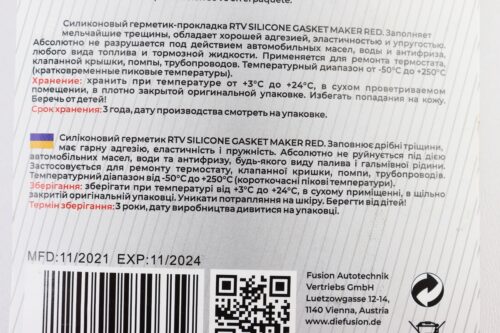 Силиконовый герметик-прокладка RTV SILICONE GASKET MAKER RED. Заполняет
мельчайшие трещины, обладает хорошей адгезией, эластичностью и упругостью.
Абсолютно не разрушается под действием автомобильных масел, воды и антифриза,
любого вида топлива и тормозной жидкости. Применяется для ремонта термостата,
клапанной крышки, помпы, трубопроводов. Температурный диапазон от -50°C до +250°C
(кратковременные пиковые температуры).
Хранение: хранить при температуре от +3°C до +24°C, в сухом проветриваемом
помещении, в плотно закрытой оригинальной упаковке. Избегать попадания на кожу.
Беречь от детей!
Срок хранения: 3 года, дату производства смотреть на упаковке.
Силіконовий герметик RTV SILICONE GASKET MAKER RED. Заповнює дрібні тріщини,
має гарну адгезію, еластичність і пружність. Абсолютно не руйнується під дією
автомобільних масел, води та антифризу, будь-якого виду палива і гальмівної рідини.
Застосовується для ремонту термостату, клапанної кришки, помпи, трубопроводів.
Температурний діапазон від -50°C до +250°C (короткочасні пікові температури).
Зберігання: зберігати при температурі від +3°C до +24°C, в сухому приміщенні, в щільно
закритій оригінальній упаковці. Уникати потрапляння на шкіру. Берегти від дітей!
Термін зберігання: 3 роки, дату виробництва дивитися на упаковці.
MFD: 11/2021 EXP: 11/2024
Fusion Autotechnik
Vertriebs GmbH
Luetzowgasse 12-14,
1140 Vienna, Austria
www.diefusion.com